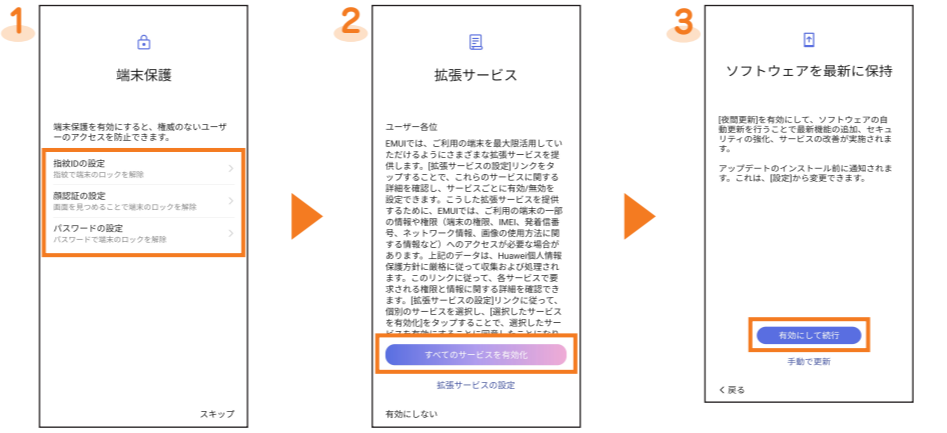 1
端末保護
端末保護を有効にすると、権威のないユーザ
ーのアクセスを防止できます。
指紋IDの設定
指紋で端末のロックを解除
顔認証の設定
画面を見つめることで端末のロックを解除
パスワードの設定
パスワードで端末のロックを解除
スキップ
2
拡張サービス
ユーザー各位
EMUIでは、ご利用の端末を最大限活用してい
ただけるようにさまざまな拡張サービスを提
供します。[拡張サービスの設定]リンクをタ
ップすることで、これらのサービスに関する
詳細を確認し、サービスごとに有効/無効を
設定できます。こうした拡張サービスを提供
するために、EMUIでは、ご利用の端末の一部
の情報や権限（端末の権限、IMEI、発着信番
号、ネットワーク情報、画像の使用方法に関
する情報など）へのアクセスが必要な場合が
あります。上記のデータは、Huawei個人情報
保護方針に厳格に従って収集および処理され
ます。このリンクに従って、各サービスで要
求される権限と情報に関する詳細を確認でき
ます。[拡張サービスの設定]リンクに従って、
個別のサービスを選択し、[選択したサービス
を有効化]をタップすることで、選択したサー
ビスを有効にすることに同意したことになり
すべてのサービスを有効化
拡張サービスの設定
有効にしない
3
ソフトウェアを最新に保持
[夜間更新]を有効にして、ソフトウェアの自
動更新を行うことで最新機能の追加、セキュ
リティの強化、サービスの改善が実施されま
す。
アップデートのインストール前に通知されま
す。これは、[設定]から変更できます。
有効にして続行
手動で更新
戻る